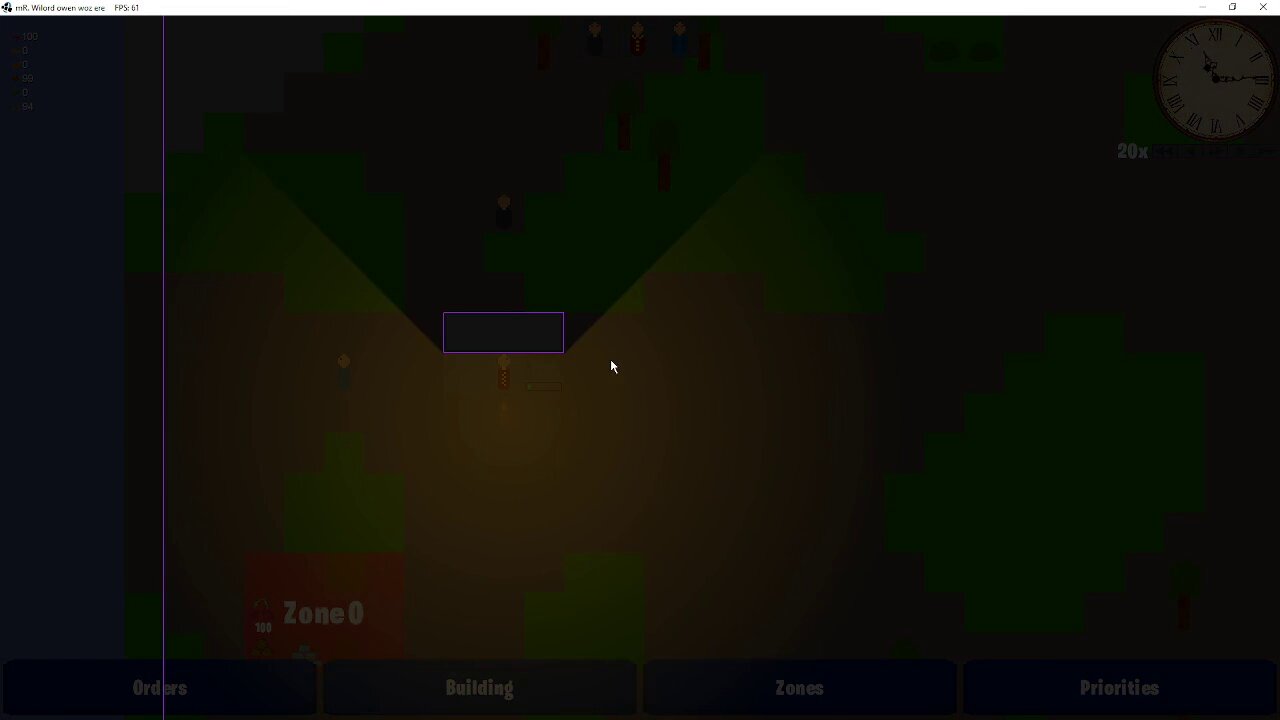 mR. Wilord owen woz ere FPS: 61
100
0
0
99
0
94
XII
20x
Zone 0
100
Orders
Building
Zones
Priorities